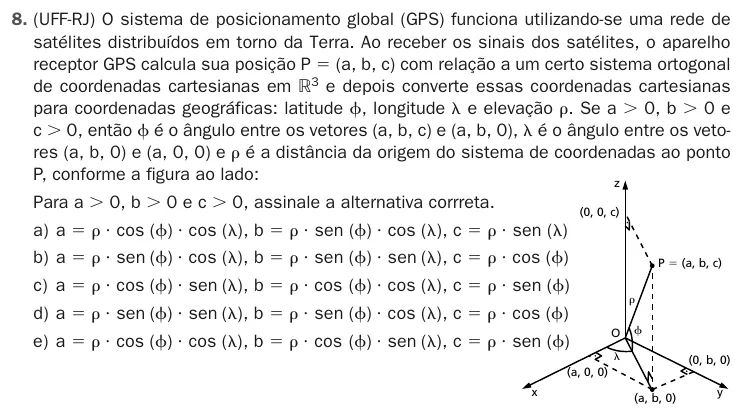 8. (UFF-RJ) O sistema de posicionamento global (GPS) funciona utilizando-se uma rede de
satélites distribuídos em torno da Terra. Ao receber os sinais dos satélites, o aparelho
receptor GPS calcula sua posição P = (a, b, c) com relação a um certo sistema ortogonal
de coordenadas cartesianas em ℝ³ e depois converte essas coordenadas cartesianas
para coordenadas geográficas: latitude ϕ, longitude λ e elevação ρ. Se a > 0, b > 0 e
c > 0, então ϕ é o ângulo entre os vetores (a, b, c) e (a, b, 0), λ é o ângulo entre os veto-
res (a, b, 0) e (a, 0, 0) e ρ é a distância da origem do sistema de coordenadas ao ponto
P, conforme a figura ao lado:
Para a > 0, b > 0 e c > 0, assinale a alternativa corrreta.
a) a = ρ · cos (ϕ) · cos (λ), b = ρ · sen (ϕ) · cos (λ), c = ρ · sen (λ)
b) a = ρ · cos (ϕ) · cos (λ), b = ρ · sen (ϕ) · sen (λ), c = ρ · cos (ϕ)
c) a = ρ · cos (ϕ) · sen (λ), b = ρ · cos (ϕ) · cos (λ), c = ρ · sen (ϕ)
d) a = ρ · sen (ϕ) · sen (λ), b = ρ · sen (ϕ) · cos (λ), c = ρ · cos (ϕ)
e) a = ρ · cos (ϕ) · cos (λ), b = ρ · cos (ϕ) · sen (λ), c = ρ · sen (ϕ)
z
(0, 0, c)
P = (a, b, c)
ρ
O
ϕ
λ
(0, b, 0)
(a, 0, 0)
x
(a, b, 0)
y